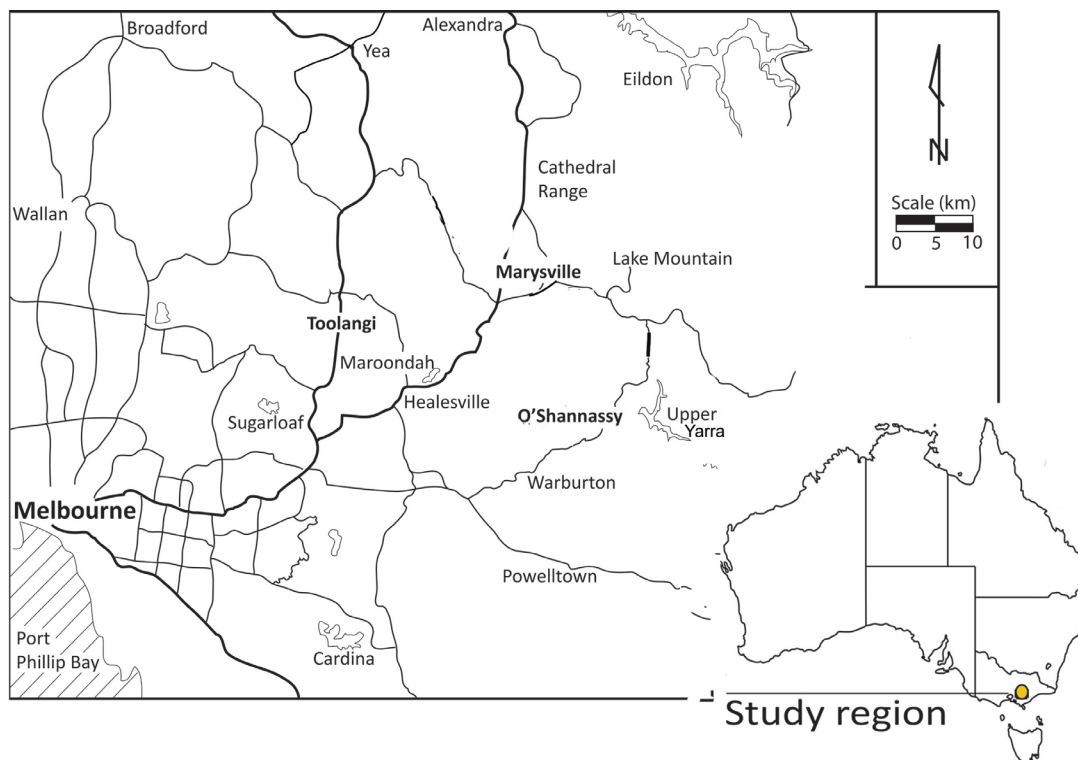 Broadford
Alexandra
Yea
Eildon
N
Cathedral
Range
Scale (km)
0 5 10
Wallan
Lake Mountain
Marysville
Toolangi
Maroondah
Healesville
O'Shannassy
Upper
Yarra
Sugarloaf
Warburton
Melbourne
Powelltown
Port
Phillip Bay
Cardina
Study region